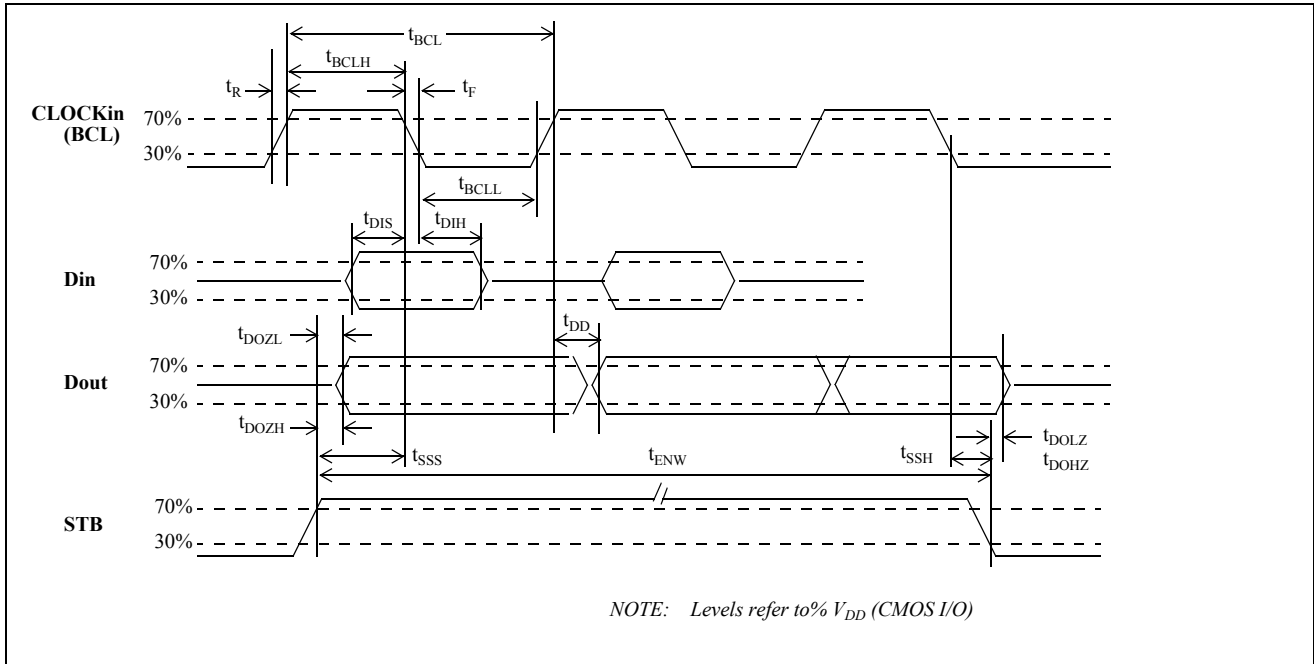 tBCL
tBCLH
tR
tF
CLOCKin
(BCL)
70%
30%
tBCLL
tDIS
tDIH
70%
Din
30%
tDD
tDOZL
70%
Dout
30%
tDOZH
tDOLZ
tSSS
tENW
tSSH
tDOHZ
70%
STB
30%
NOTE: Levels refer to% VDD (CMOS I/O)